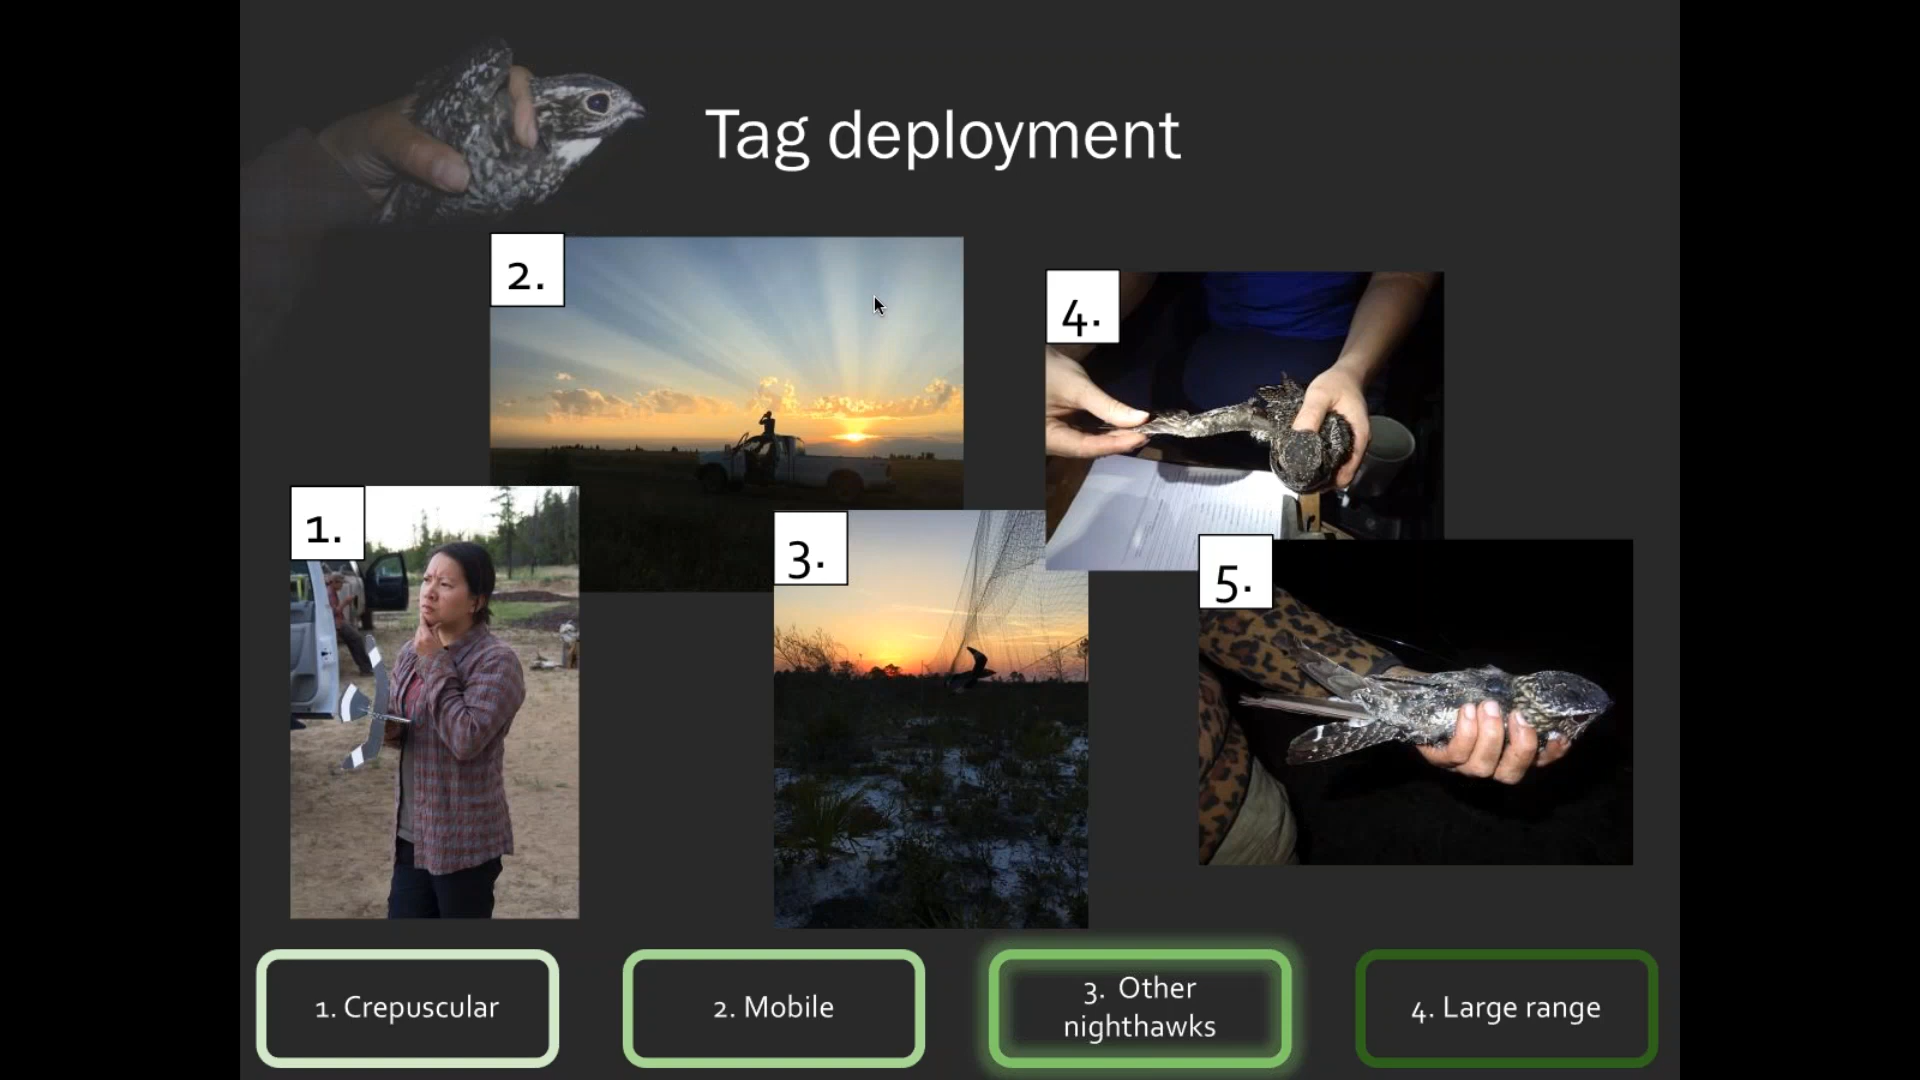 Tag deployment
2.
4.
1.
3.
5.
1. Crepuscular
2. Mobile
3. Other
nighthawks
4. Large range